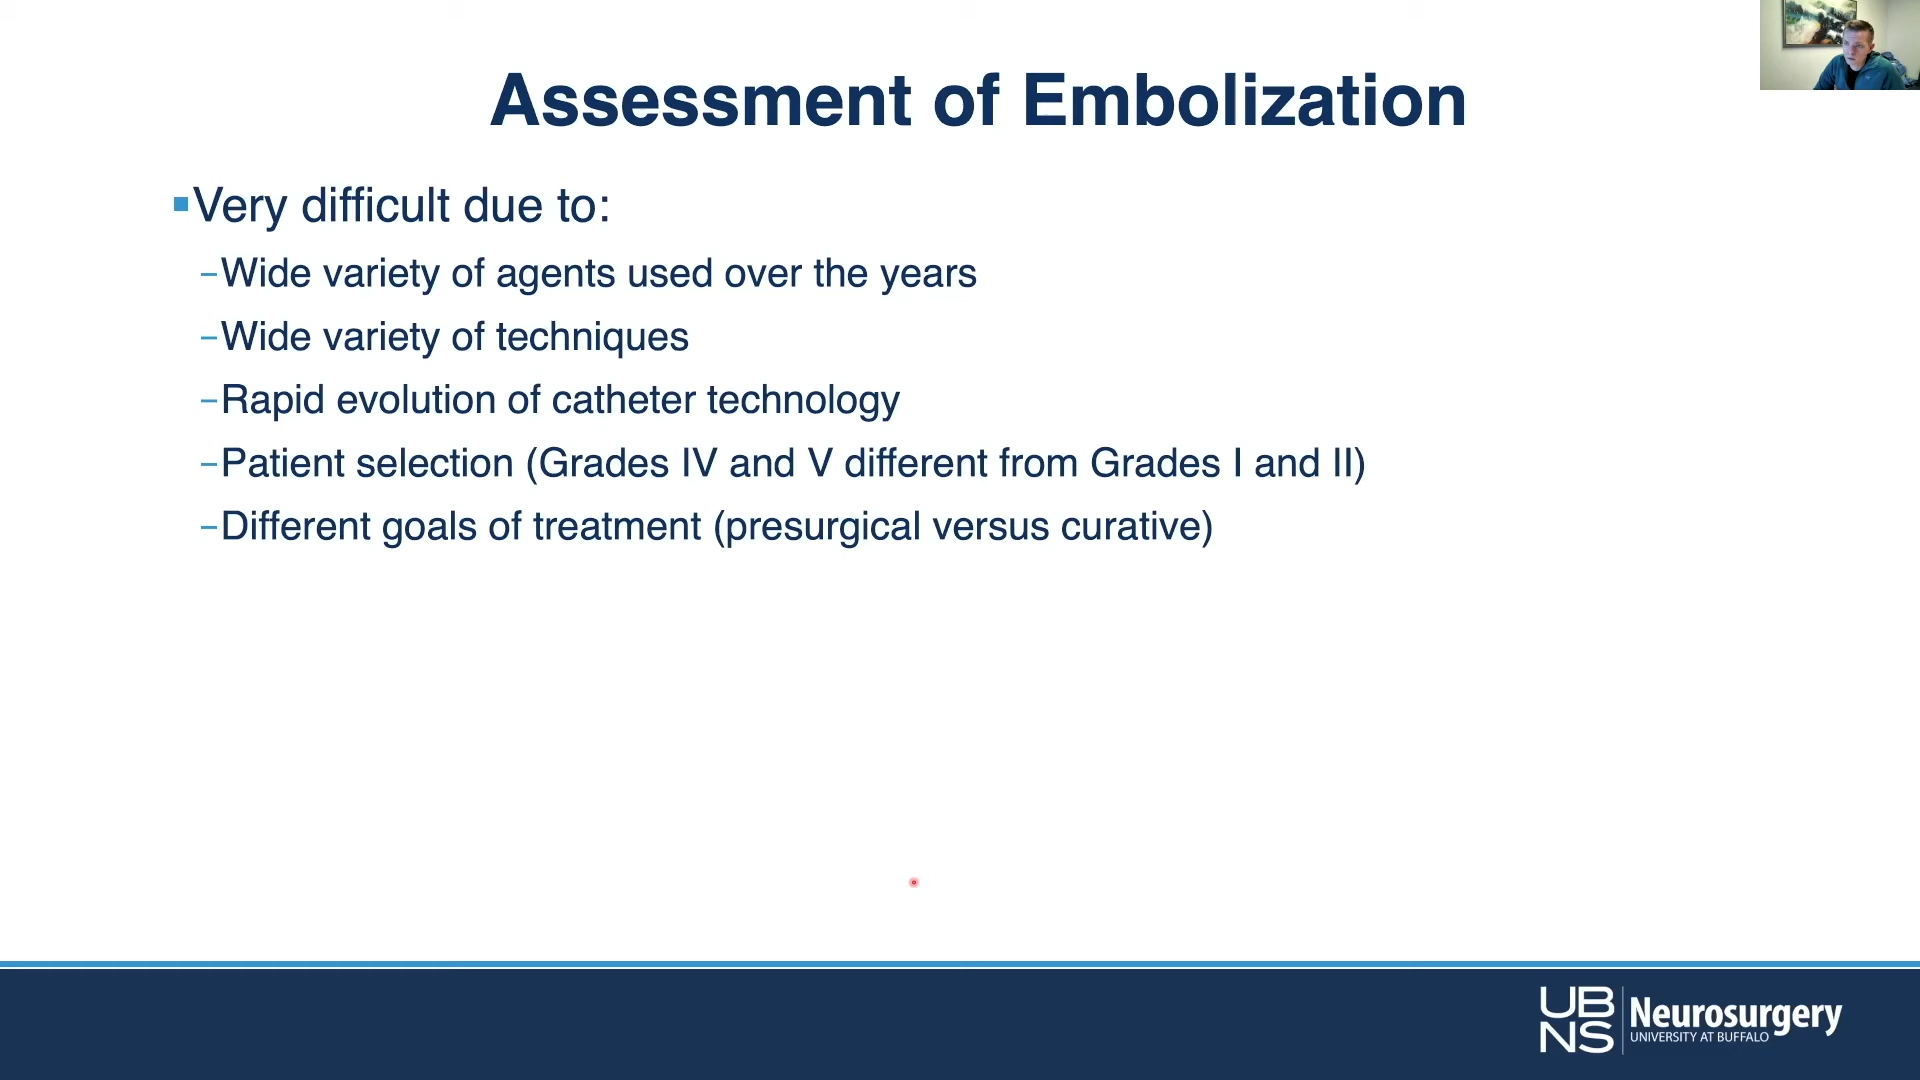 Assessment of Embolization
▪Very difficult due to:
–Wide variety of agents used over the years
–Wide variety of techniques
–Rapid evolution of catheter technology
–Patient selection (Grades IV and V different from Grades I and II)
–Different goals of treatment (presurgical versus curative)
UB
NS
Neurosurgery
UNIVERSITY AT BUFFALO